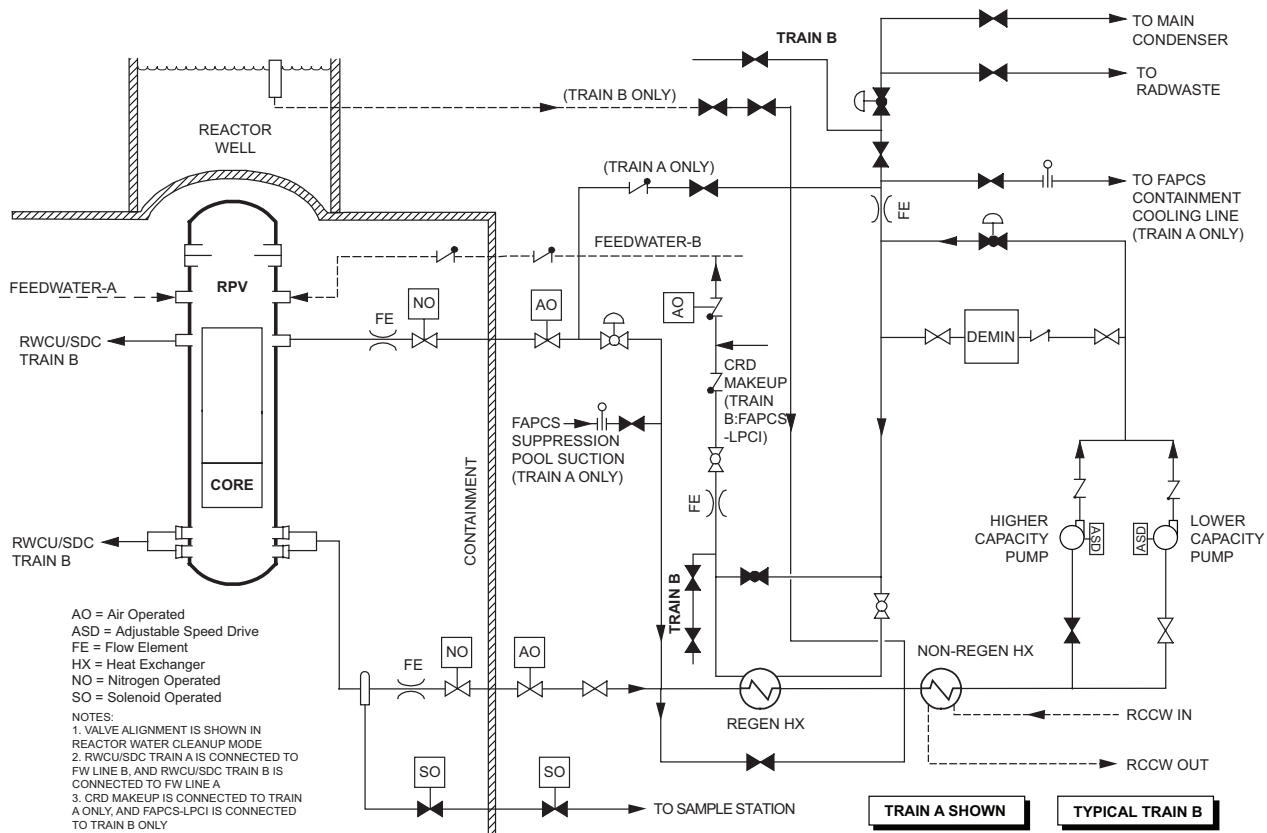 TRAIN B
TO MAIN
CONDENSER
TO
RADWASTE
(TRAIN B ONLY)
REACTOR
WELL
(TRAIN A ONLY)
TO FAPCS
CONTAINMENT
COOLING LINE
(TRAIN A ONLY)
FE
FEEDWATER-B
FEEDWATER-A
RPV
NO
AO
AO
FE
RWCU/SDC
TRAIN B
DEMIN
CRD
MAKEUP
(TRAIN
B:FAPCS
-LPCI)
FAPCS
SUPPRESSION
POOL SUCTION
(TRAIN A ONLY)
CORE
CONTAINMENT
FE
HIGHER
CAPACITY
PUMP
ASD
ASD
LOWER
CAPACITY
PUMP
RWCU/SDC
TRAIN B
TRAIN B
AO = Air Operated
ASD = Adjustable Speed Drive
FE = Flow Element
HX = Heat Exchanger
NO = Nitrogen Operated
SO = Solenoid Operated
NOTES:
1. VALVE ALIGNMENT IS SHOWN IN
REACTOR WATER CLEANUP MODE
2. RWCU/SDC TRAIN A IS CONNECTED TO
FW LINE B, AND RWCU/SDC TRAIN B IS
CONNECTED TO FW LINE A
3. CRD MAKEUP IS CONNECTED TO TRAIN
A ONLY, AND FAPCS-LPCI IS CONNECTED
TO TRAIN B ONLY
FE
NO
AO
NON-REGEN HX
REGEN HX
RCCW IN
RCCW OUT
SO
SO
TO SAMPLE STATION
TRAIN A SHOWN
TYPICAL TRAIN B